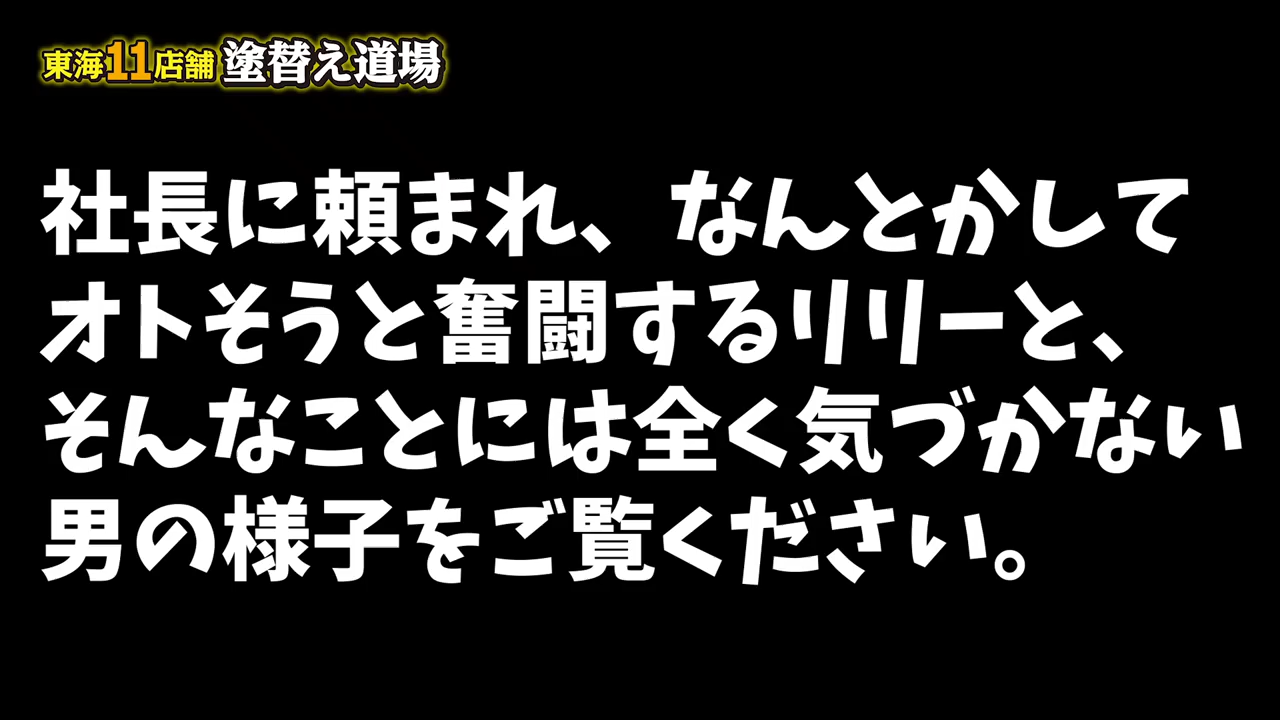 東海11店舗 塗替え道場
社長に頼まれ、なんとかして
オトそうと奮闘するリリーと、
そんなことには全く気づかない
男の様子をご覧ください。